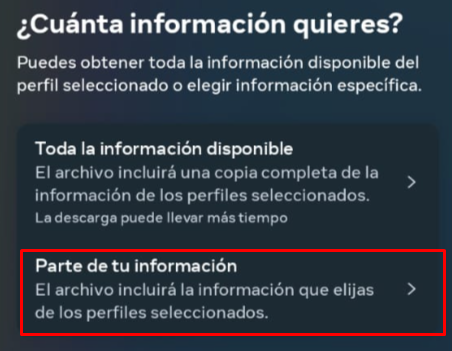 ¿Cuánta información quieres?
Puedes obtener toda la información disponible del
perfil seleccionado o elegir información específica.
Toda la información disponible
El archivo incluirá una copia completa de la
información de los perfiles seleccionados.
La descarga puede llevar más tiempo
Parte de tu información
El archivo incluirá la información que elijas
de los perfiles seleccionados.